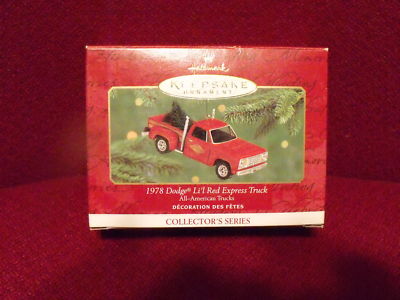 Hallmark
KEEPSAKE
ORNAMENT
1978 Dodge® Li'l Red Express Truck
All-American Trucks
DÉCORATION DES FÊTES
COLLECTOR'S SERIES